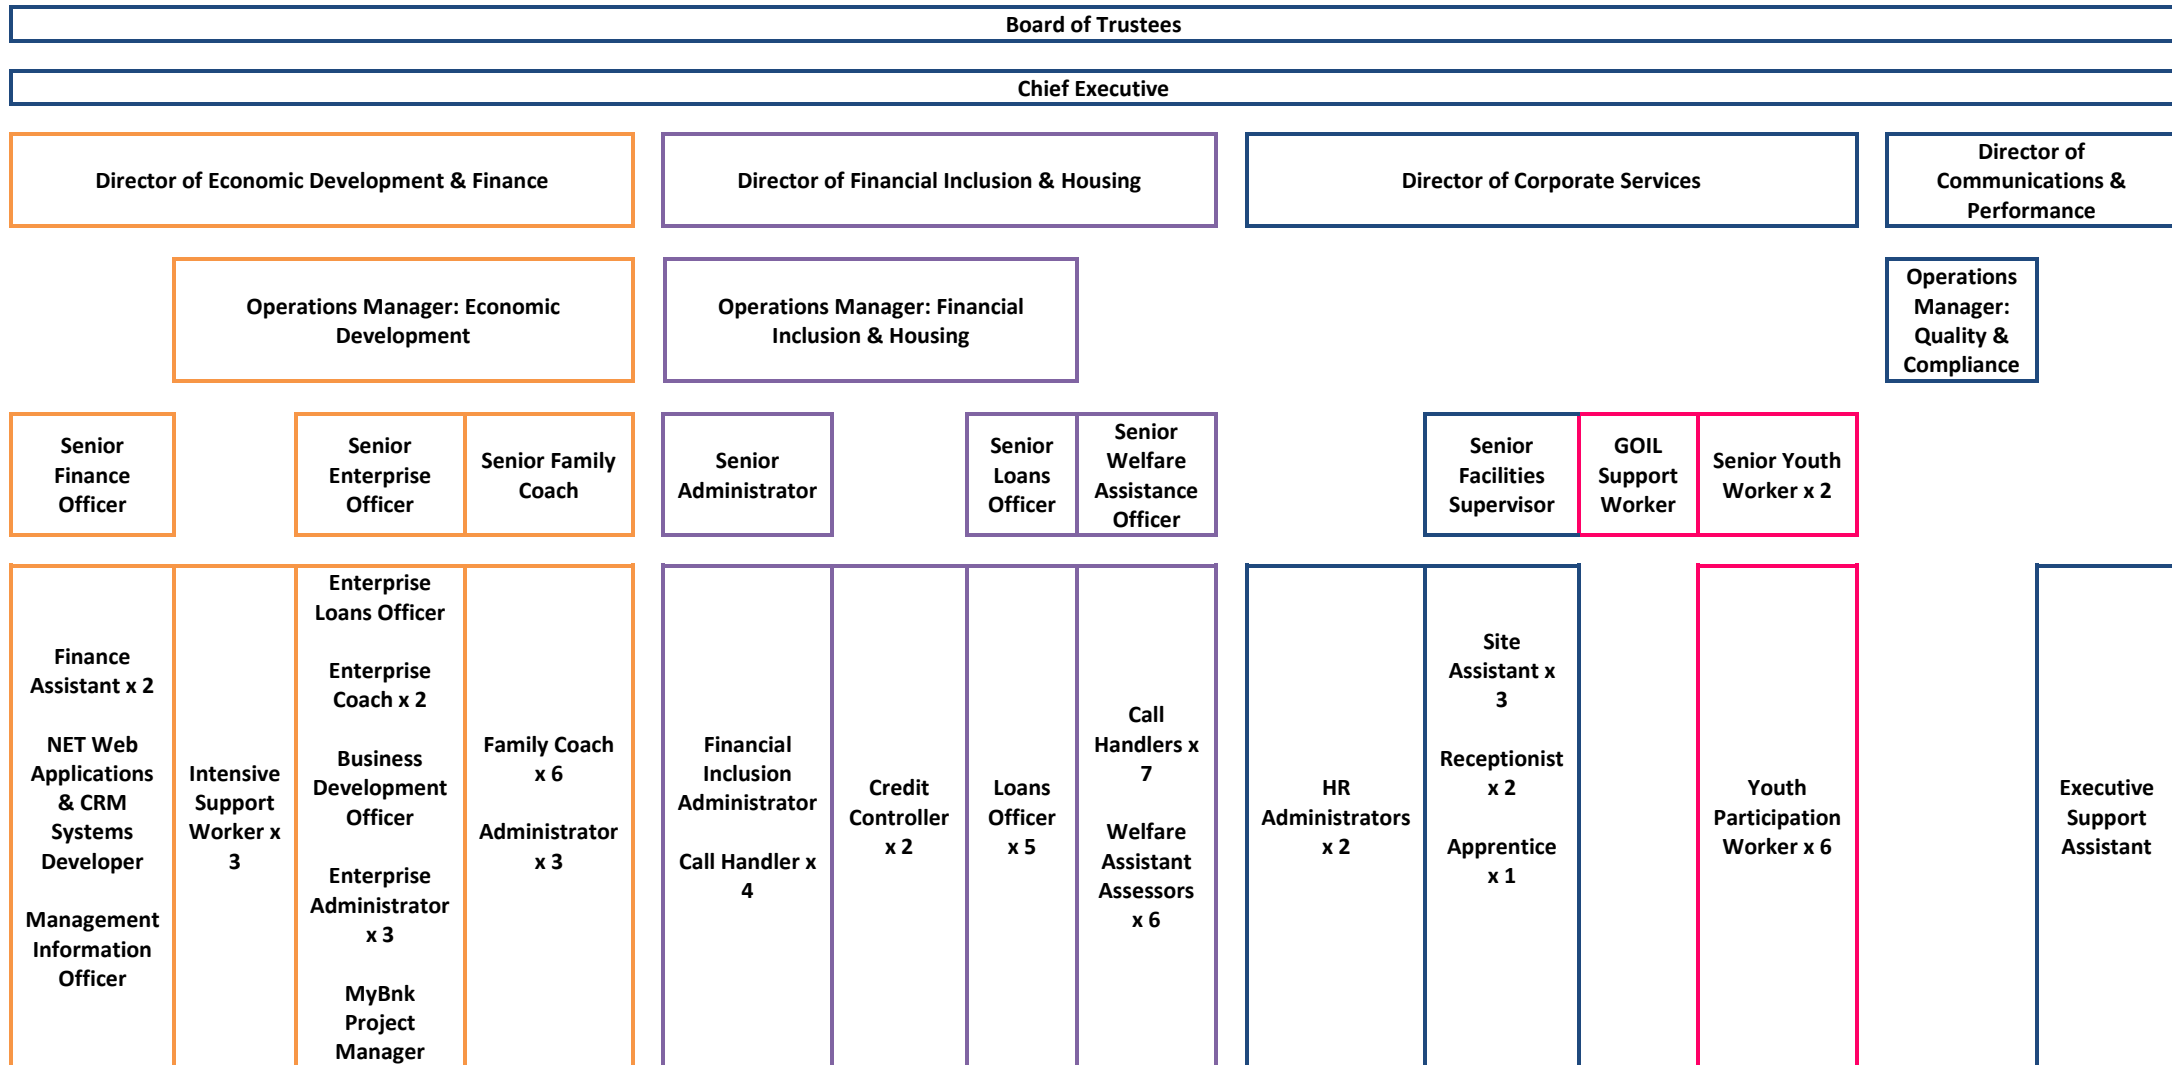 Board of Trustees
Chief Executive
Director of Economic Development & Finance
Director of Financial Inclusion & Housing
Director of Corporate Services
Director of
Communications &
Performance
Operations Manager: Economic
Development
Operations Manager: Financial
Inclusion & Housing
Operations
Manager:
Quality &
Compliance
Senior
Finance
Officer
Senior
Enterprise
Officer
Senior Family
Coach
Senior
Administrator
Senior
Loans
Officer
Senior
Welfare
Assistance
Officer
Senior
Facilities
Supervisor
GOIL
Support
Worker
Senior Youth
Worker x 2
Finance
Assistant x 2
NET Web
Applications
& CRM
Systems
Developer
Management
Information
Officer
Intensive
Support
Worker x
3
Enterprise
Loans Officer
Enterprise
Coach x 2
Business
Development
Officer
Enterprise
Administrator
x 3
MyBnk
Project
Manager
Family Coach
x 6
Administrator
x 3
Financial
Inclusion
Administrator
Call Handler x
4
Credit
Controller
x 2
Loans
Officer
x 5
Call
Handlers x
7
Welfare
Assistant
Assessors
x 6
HR
Administrators
x 2
Site
Assistant x
3
Receptionist
x 2
Apprentice
x 1
Youth
Participation
Worker x 6
Executive
Support
Assistant